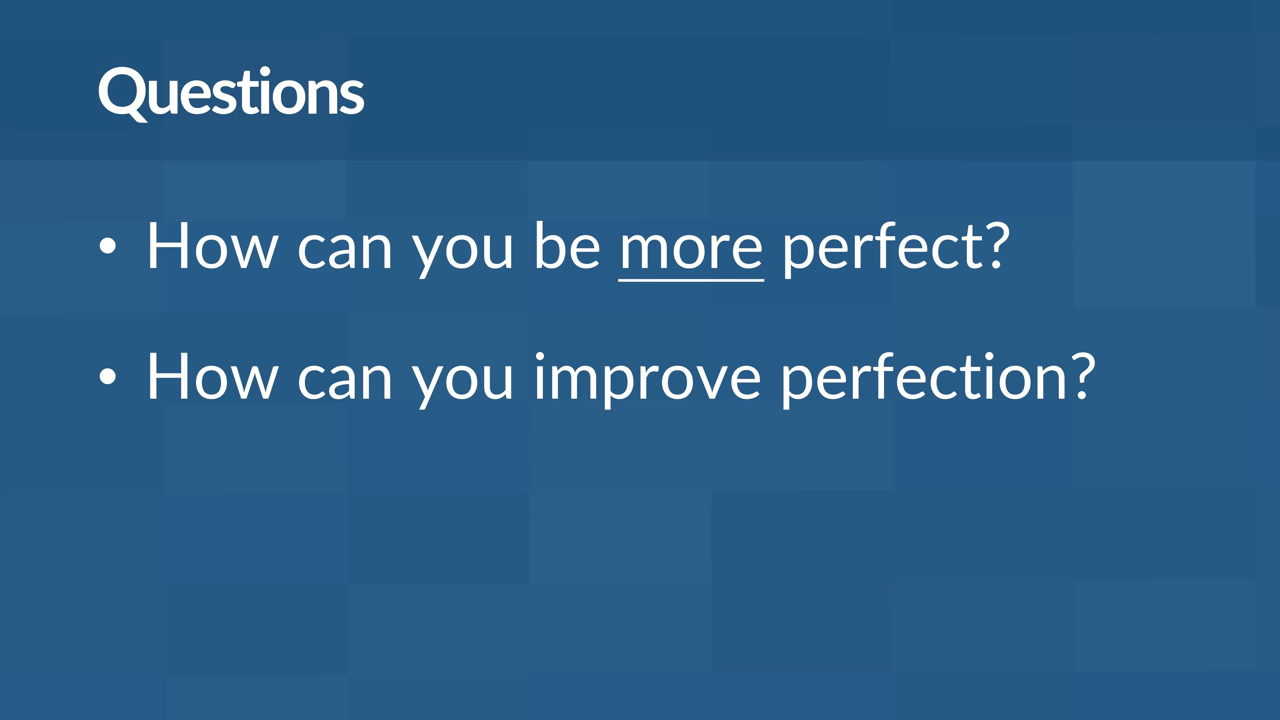 Questions
• How can you be more perfect?
• How can you improve perfection?